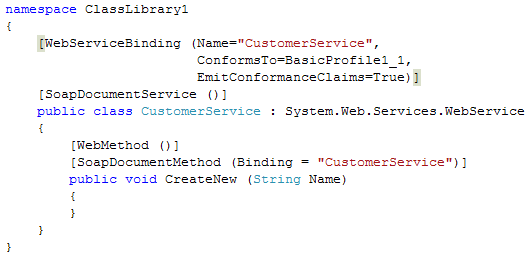 namespace ClassLibrary1
{
[WebServiceBinding (Name="CustomerService",
ConformsTo=BasicProfile1_1,
EmitConformanceClaims=True)]
[SoapDocumentService ()]
public class CustomerService : System.Web.Services.WebService
{
[WebMethod ()]
[SoapDocumentMethod (Binding = "CustomerService")]
public void CreateNew (String Name)
{
}
}
}